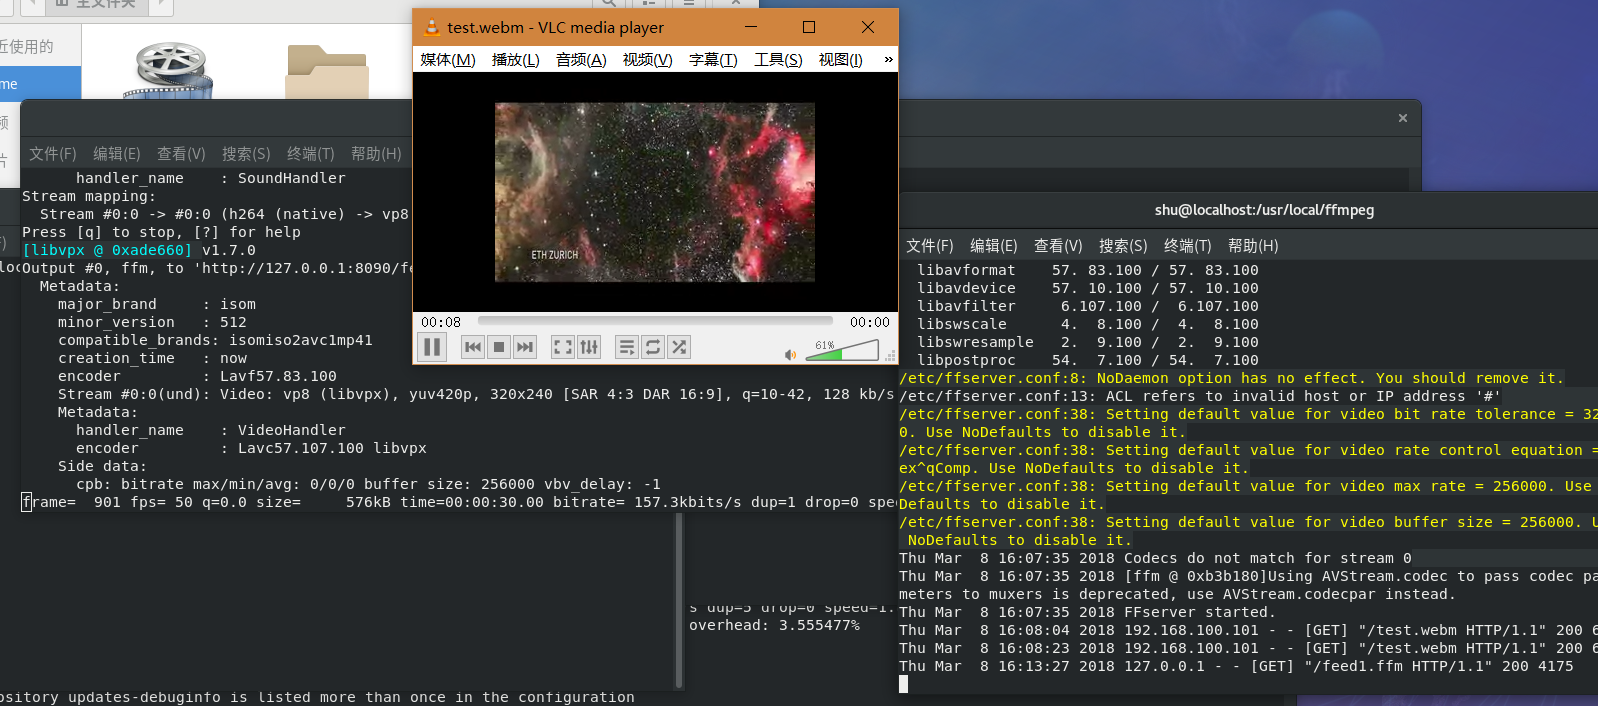 主文件夹
近使用的
me
频
片
test.webm - VLC media player
媒体(M) 播放(L) 音频(A) 视频(V) 字幕(T) 工具(S) 视图(I) »
ETH ZURICH
00:08 00:00
61%
文件(F) 编辑(E) 查看(V) 搜索(S) 终端(T) 帮助(H)
handler_name    : SoundHandler
Stream mapping:
Stream #0:0 -> #0:0 (h264 (native) -> vp8
Press [q] to stop, [?] for help
[libvpx @ 0xade660] v1.7.0
Output #0, ffm, to 'http://127.0.0.1:8090/fe
Metadata:
major_brand     : isom
minor_version   : 512
compatible_brands: isomiso2avc1mp41
creation_time   : now
encoder         : Lavf57.83.100
Stream #0:0(und): Video: vp8 (libvpx), yuv420p, 320x240 [SAR 4:3 DAR 16:9], q=10-42, 128 kb/s
Metadata:
handler_name    : VideoHandler
encoder         : Lavc57.107.100 libvpx
Side data:
cpb: bitrate max/min/avg: 0/0/0 buffer size: 256000 vbv_delay: -1
frame=  901 fps= 50 q=0.0 size=     576kB time=00:00:30.00 bitrate= 157.3kbits/s dup=1 drop=0 spe
s dup=5 drop=0 speed=1.
overhead: 3.555477%
ository updates-debuginfo is listed more than once in the configuration
shu@localhost:/usr/local/ffmpeg
文件(F) 编辑(E) 查看(V) 搜索(S) 终端(T) 帮助(H)
libavformat    57. 83.100 / 57. 83.100
libavdevice    57. 10.100 / 57. 10.100
libavfilter     6.107.100 /  6.107.100
libswscale      4.  8.100 /  4.  8.100
libswresample   2.  9.100 /  2.  9.100
libpostproc    54.  7.100 / 54.  7.100
/etc/ffserver.conf:8: NoDaemon option has no effect. You should remove it.
/etc/ffserver.conf:13: ACL refers to invalid host or IP address '#'
/etc/ffserver.conf:38: Setting default value for video bit rate tolerance = 32
0. Use NoDefaults to disable it.
/etc/ffserver.conf:38: Setting default value for video rate control equation =
ex^qComp. Use NoDefaults to disable it.
/etc/ffserver.conf:38: Setting default value for video max rate = 256000. Use
Defaults to disable it.
/etc/ffserver.conf:38: Setting default value for video buffer size = 256000. U
NoDefaults to disable it.
Thu Mar  8 16:07:35 2018 Codecs do not match for stream 0
Thu Mar  8 16:07:35 2018 [ffm @ 0xb3b180]Using AVStream.codec to pass codec pa
meters to muxers is deprecated, use AVStream.codecpar instead.
Thu Mar  8 16:07:35 2018 FFserver started.
Thu Mar  8 16:08:04 2018 192.168.100.101 - - [GET] "/test.webm HTTP/1.1" 200 6
Thu Mar  8 16:08:23 2018 192.168.100.101 - - [GET] "/test.webm HTTP/1.1" 200 6
Thu Mar  8 16:13:27 2018 127.0.0.1 - - [GET] "/feed1.ffm HTTP/1.1" 200 4175